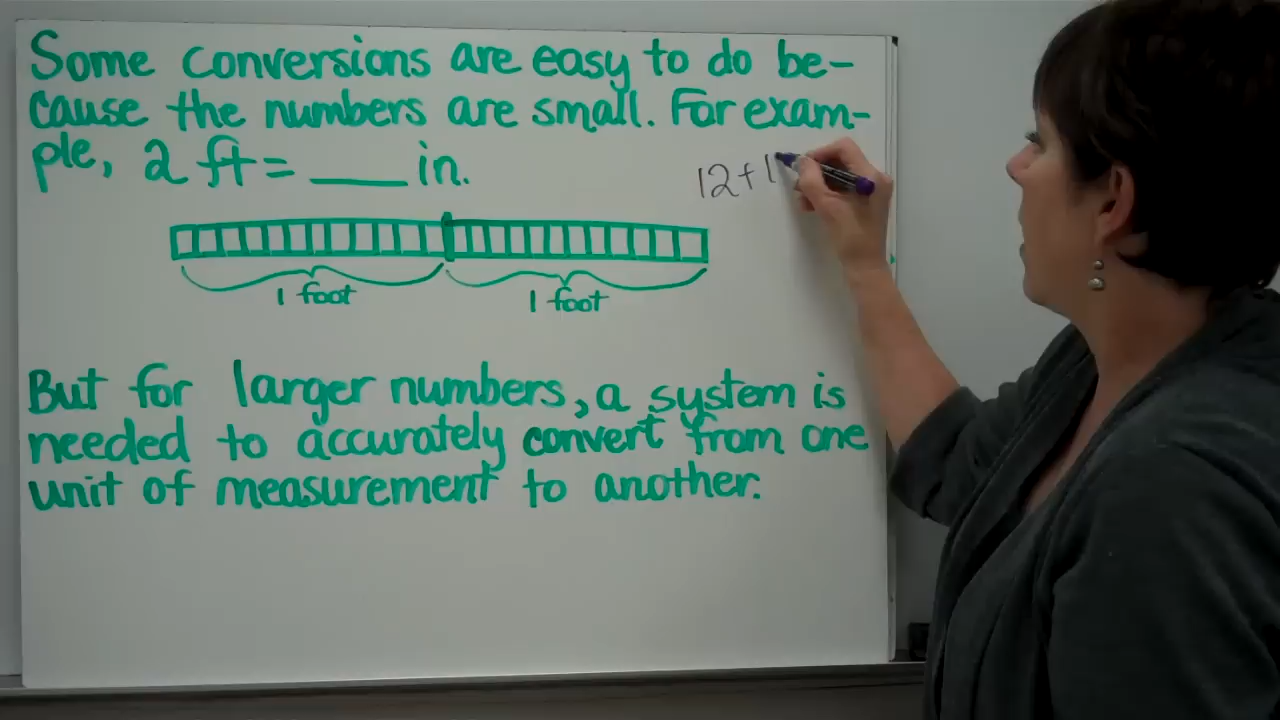 Some conversions are easy to do be-
cause the numbers are small. For exam-
ple, 2 ft = ___ in.
12+1
1 foot 1 foot
But for larger numbers, a system is
needed to accurately convert from one
unit of measurement to another.